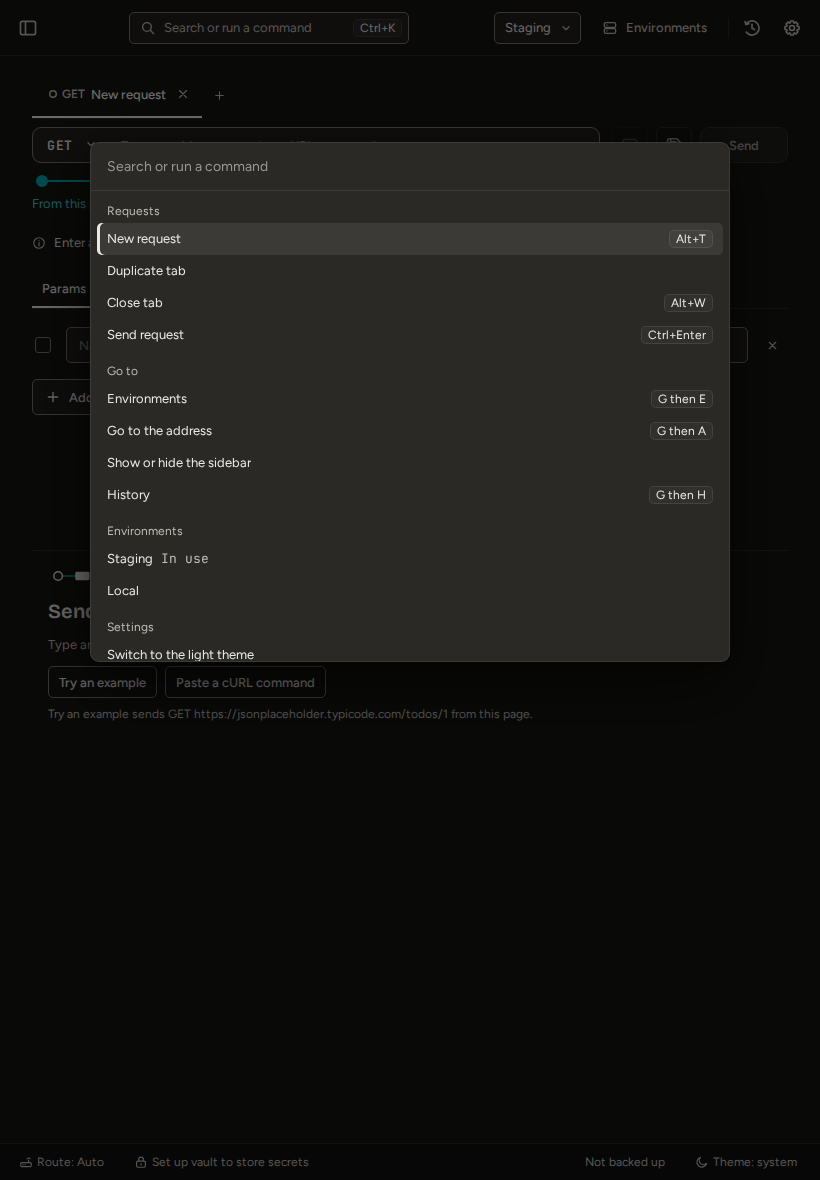 Search or run a command Ctrl+K Staging Environments
GET New request
GET Send
Search or run a command
From this
Requests
Enter
New request Alt+T
Duplicate tab
Params
Close tab Alt+W
Send request Ctrl+Enter
Go to
Environments G then E
Go to the address G then A
Show or hide the sidebar
History G then H
Environments
Staging In use
Local
Send
Settings
Switch to the light theme
Try an example Paste a cURL command
Try an example sends GET https://jsonplaceholder.typicode.com/todos/1 from this page.
Route: Auto Set up vault to store secrets Not backed up Theme: system